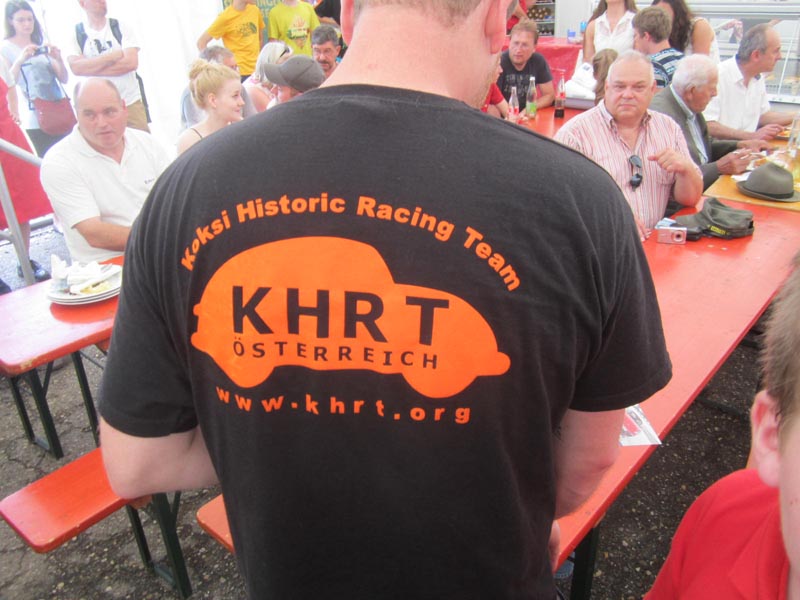 Koksi Historic Racing Team
KHRT
ÖSTERREICH
www.khrt.org